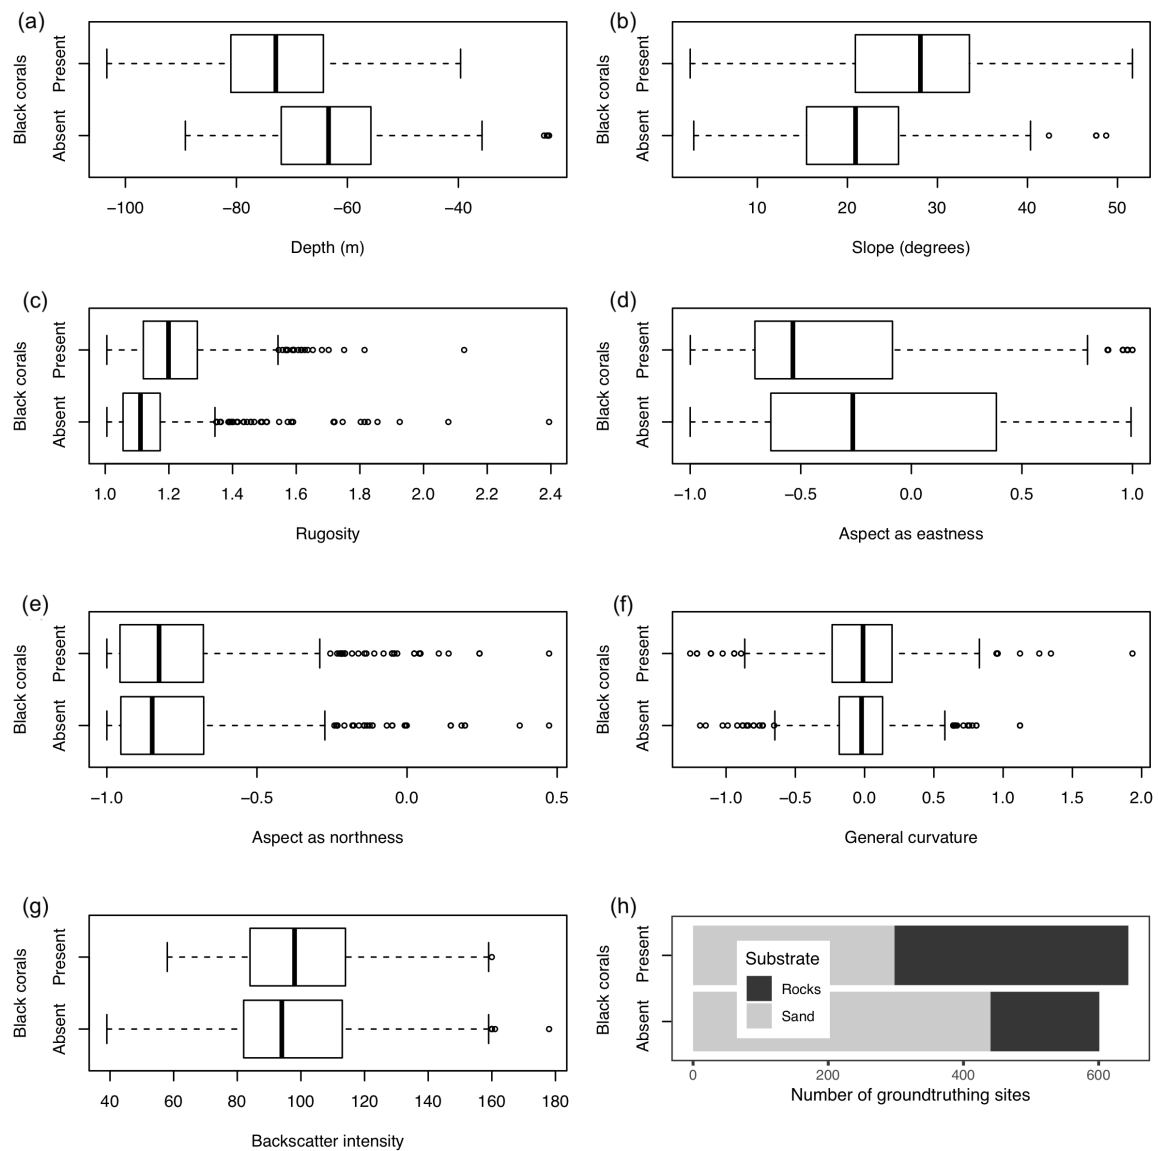 (a)
Black corals
Present
Absent
−100 −80 −60 −40
Depth (m)
(b)
Black corals
Present
Absent
10 20 30 40 50
Slope (degrees)
(c)
Black corals
Present
Absent
1.0 1.2 1.4 1.6 1.8 2.0 2.2 2.4
Rugosity
(d)
Black corals
Present
Absent
−1.0 −0.5 0.0 0.5 1.0
Aspect as eastness
(e)
Black corals
Present
Absent
−1.0 −0.5 0.0 0.5
Aspect as northness
(f)
Black corals
Present
Absent
−1.0 −0.5 0.0 0.5 1.0 1.5 2.0
General curvature
(g)
Black corals
Present
Absent
40 60 80 100 120 140 160 180
Backscatter intensity
(h)
Black corals
Present
Absent
Substrate
Rocks
Sand
0 200 400 600
Number of groundtruthing sites